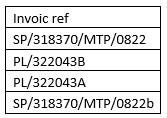 Invoic ref
SP/318370/MTP/0822
PL/322043B
PL/322043A
SP/318370/MTP/0822b